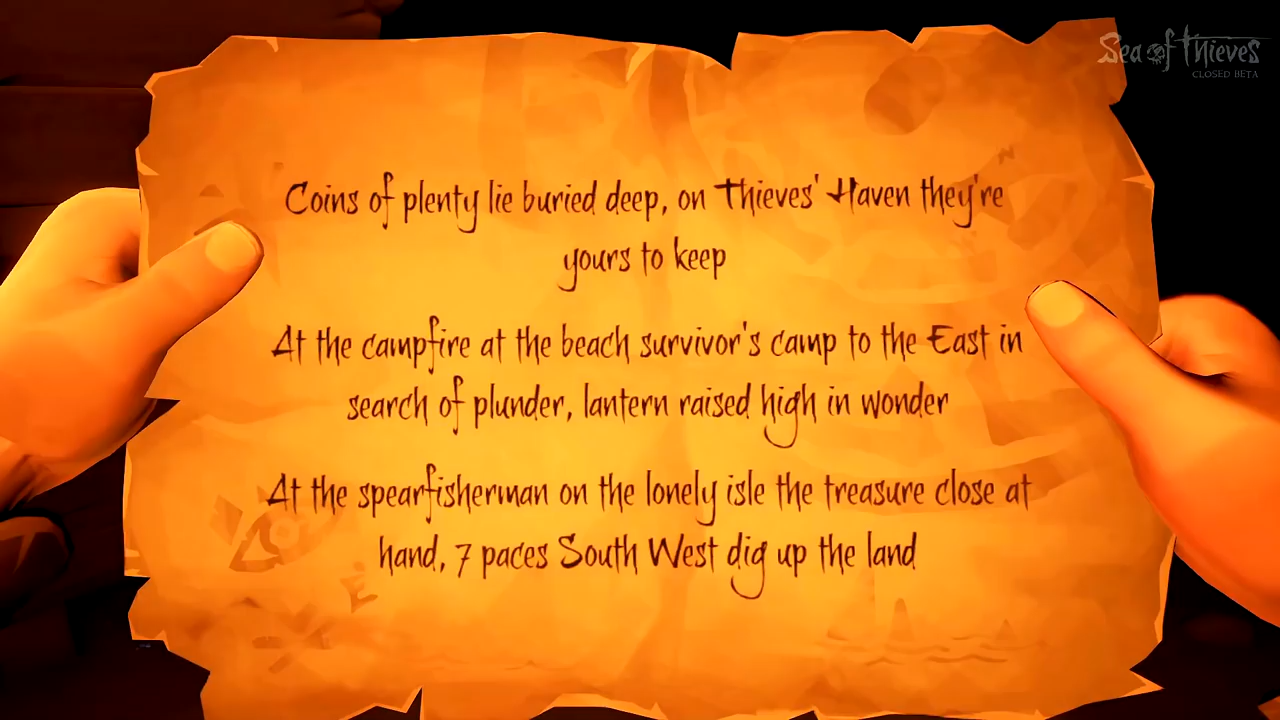 Sea of Thieves
CLOSED BETA
Coins of plenty lie buried deep, on Thieves' Haven they're
yours to keep
At the campfire at the beach survivor's camp to the East in
search of plunder, lantern raised high in wonder
At the spearfisherman on the lonely isle the treasure close at
hand, 7 paces South West dig up the land